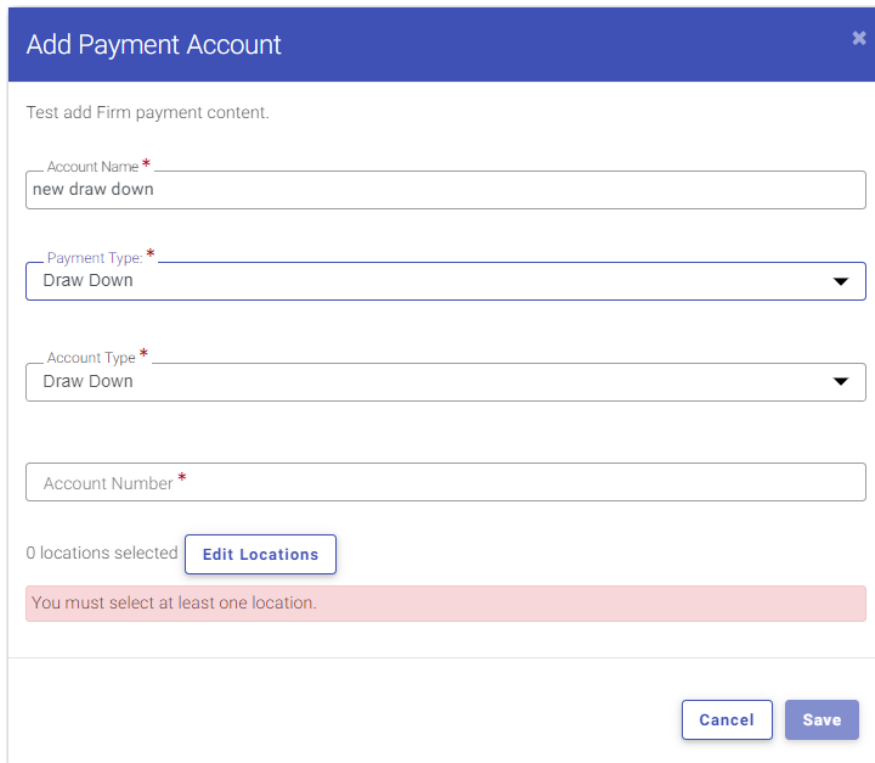 Add Payment Account
Test add Firm payment content.
Account Name *
new draw down
Payment Type: *
Draw Down
Account Type *
Draw Down
Account Number *
0 locations selected Edit Locations
You must select at least one location.
Cancel Save